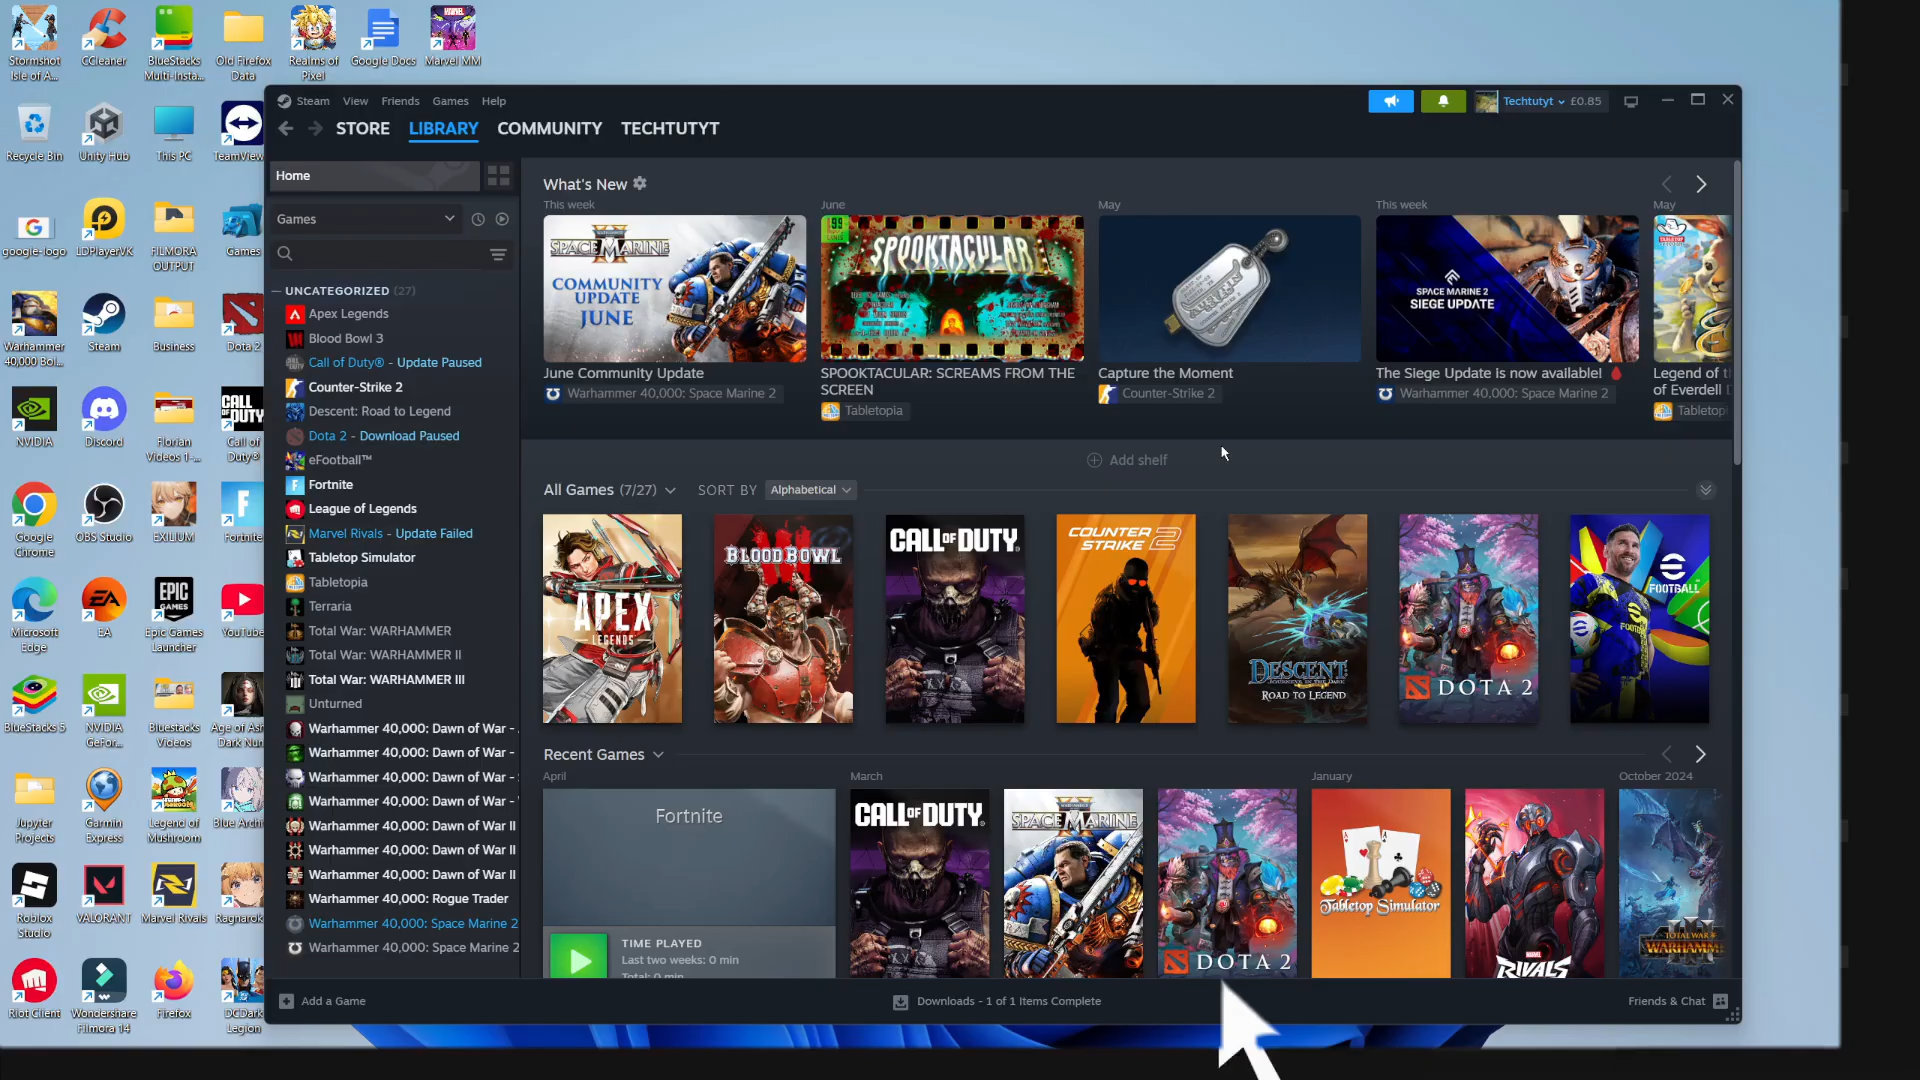 Stormshot
Isle of A...
CCleaner
BlueStacks
Multi-Insta...
Old Firefox
Data
Realms of
Pixel
Google Docs
Marvel MM
Recycle Bin
Unity Hub
This PC
TeamView
google-logo
LDPlayerVK
FILMORA
OUTPUT
Games
Warhammer
40,000 Bol...
Steam
Business
Dota 2
NVIDIA
Discord
Florian
Videos 1-...
Call of
Duty®
Google
Chrome
OBS Studio
EXILIUM
Fortnite
Microsoft
Edge
EA
Epic Games
Launcher
YouTube
BlueStacks 5
NVIDIA
GeFor...
Bluestacks
Videos
Age of Ash
Dark Nun
Jupyter
Projects
Garmin
Express
Legend of
Mushroom
Blue Archi
Roblox
Studio
VALORANT
Marvel Rivals
Ragnarok
Riot Client
Wondershare
Filmora 14
Firefox
DCDark
Legion
Steam
View
Friends
Games
Help
Techtutyt
£0.85
STORE
LIBRARY
COMMUNITY
TECHTUTYT
Home
Games
UNCATEGORIZED (27)
Apex Legends
Blood Bowl 3
Call of Duty® - Update Paused
Counter-Strike 2
Descent: Road to Legend
Dota 2 - Download Paused
eFootball™
Fortnite
League of Legends
Marvel Rivals - Update Failed
Tabletop Simulator
Tabletopia
Terraria
Total War: WARHAMMER
Total War: WARHAMMER II
Total War: WARHAMMER III
Unturned
Warhammer 40,000: Dawn of War -
Warhammer 40,000: Dawn of War -
Warhammer 40,000: Dawn of War -
Warhammer 40,000: Dawn of War -
Warhammer 40,000: Dawn of War II
Warhammer 40,000: Dawn of War II
Warhammer 40,000: Dawn of War II
Warhammer 40,000: Rogue Trader
Warhammer 40,000: Space Marine 2
Warhammer 40,000: Space Marine 2
What's New
This week
SPACE MARINE
COMMUNITY
UPDATE
JUNE
June Community Update
Warhammer 40,000: Space Marine 2
June
SPOOKTACULAR
SPOOKTACULAR: SCREAMS FROM THE
SCREEN
Tabletopia
May
Capture the Moment
Counter-Strike 2
This week
SPACE MARINE 2
SIEGE UPDATE
The Siege Update is now available!
Warhammer 40,000: Space Marine 2
May
Legend of t
of Everdell
Tabletop
Add shelf
All Games (7/27)
SORT BY
Alphabetical
APEX
LEGENDS
BLOOD BOWL
CALL OF DUTY
COUNTER
STRIKE 2
DESCENT
ROAD TO LEGEND
DOTA 2
FOOTBALL
Recent Games
April
Fortnite
TIME PLAYED
Last two weeks: 0 min
Total: 0 min
March
CALL OF DUTY
SPACE MARINE
DOTA 2
January
Tabletop Simulator
MARVEL
RIVALS
October 2024
TOTAL WAR
WARHAMM
Add a Game
Downloads - 1 of 1 Items Complete
Friends & Chat